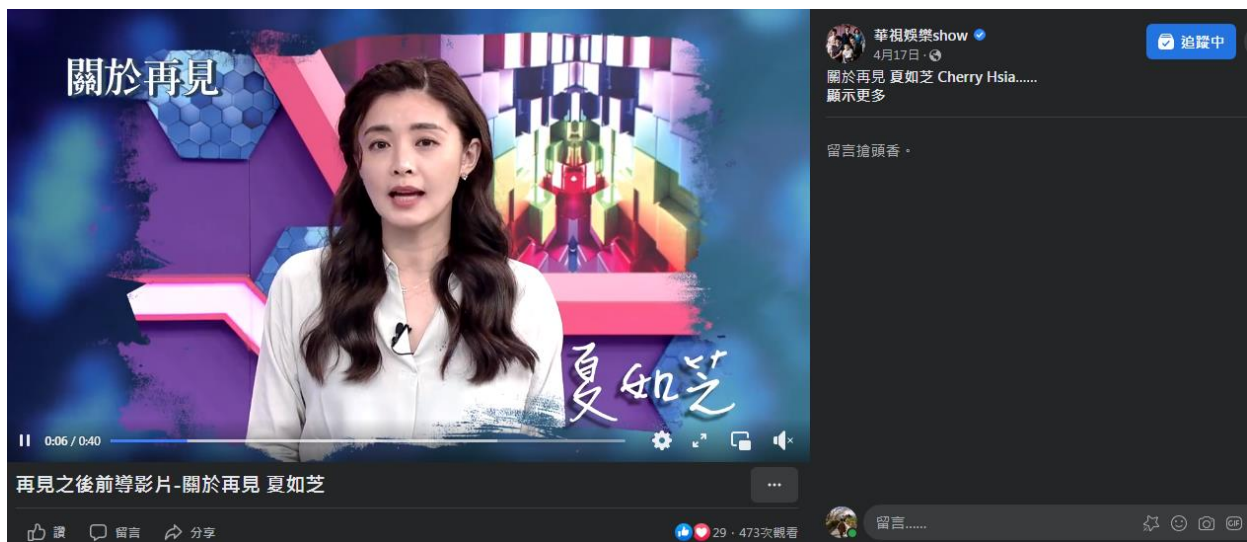 關於再見
夏如芝
0:06 / 0:40
再見之後前導影片-關於再見 夏如芝
讚 留言 分享
29 · 473次觀看
華視娛樂show
追蹤中
4月17日 ·
關於再見 夏如芝 Cherry Hsia......
顯示更多
留言搶頭香。
留言......
GIF